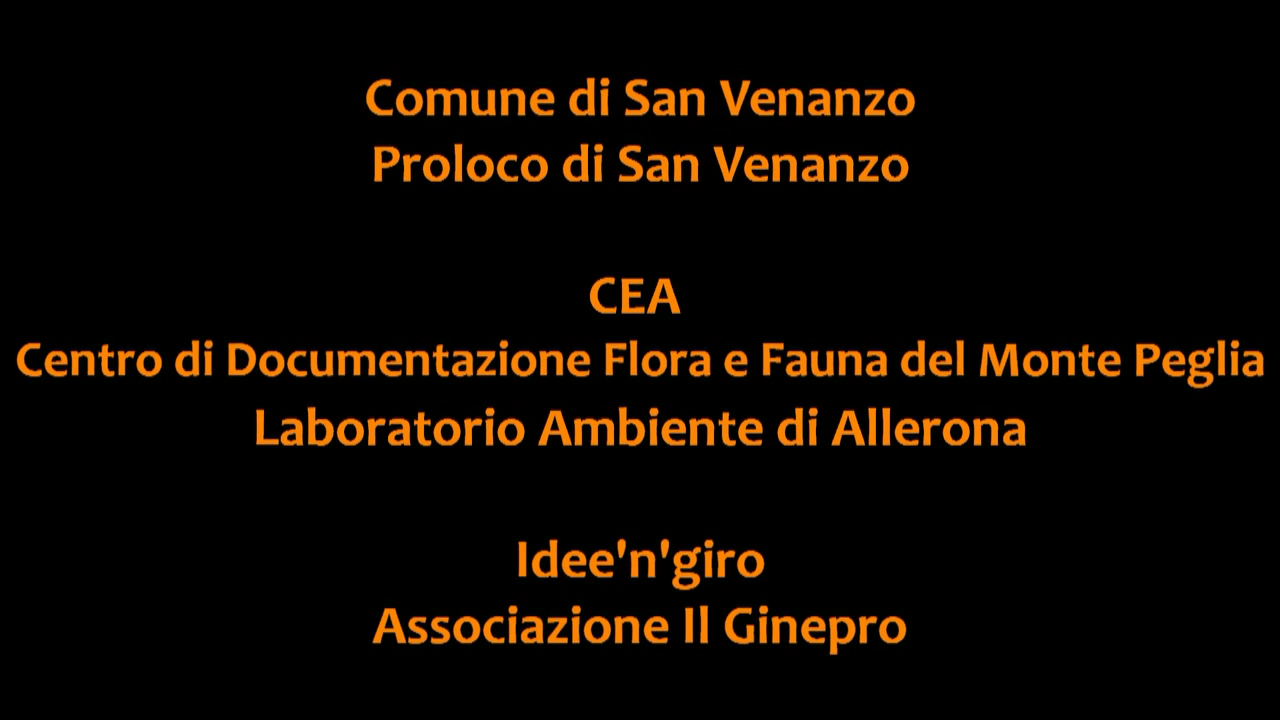 Comune di San Venanzo
Proloco di San Venanzo
CEA
Centro di Documentazione Flora e Fauna del Monte Peglia
Laboratorio Ambiente di Allerona
Idee'n'giro
Associazione Il Ginepro